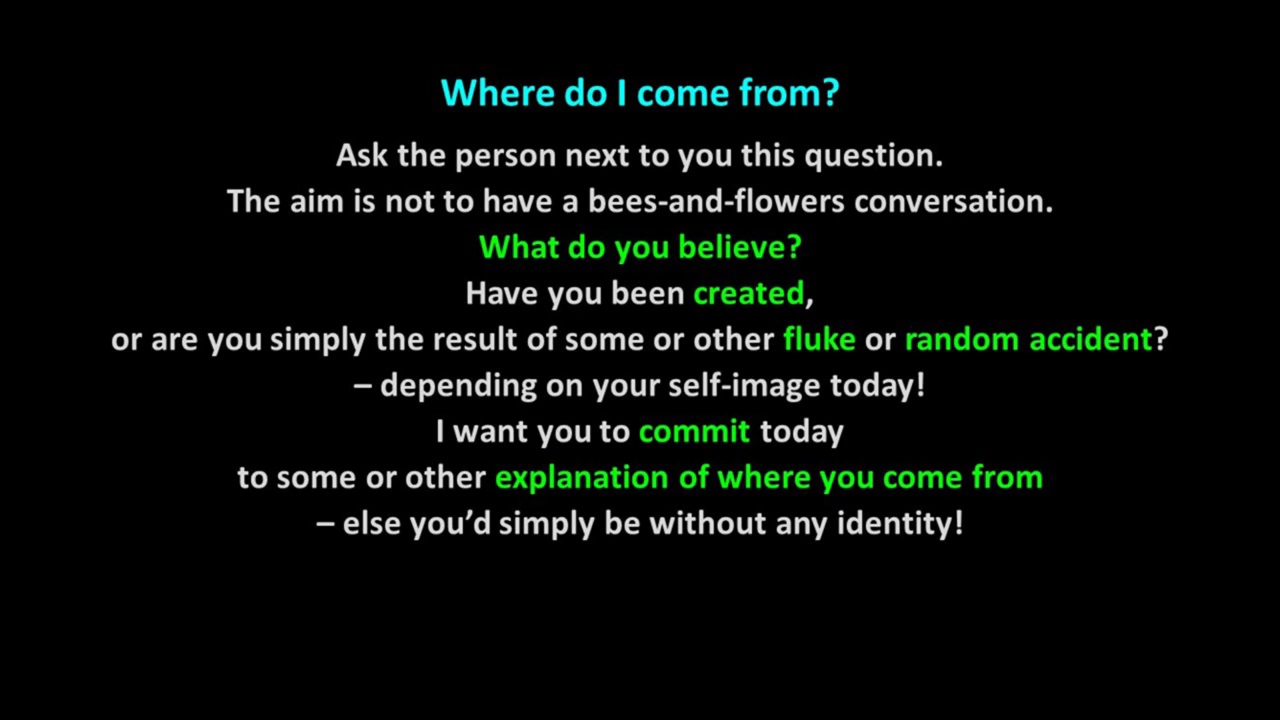 Where do I come from?
Ask the person next to you this question.
The aim is not to have a bees-and-flowers conversation.
What do you believe?
Have you been created,
or are you simply the result of some or other fluke or random accident?
– depending on your self-image today!
I want you to commit today
to some or other explanation of where you come from
– else you’d simply be without any identity!